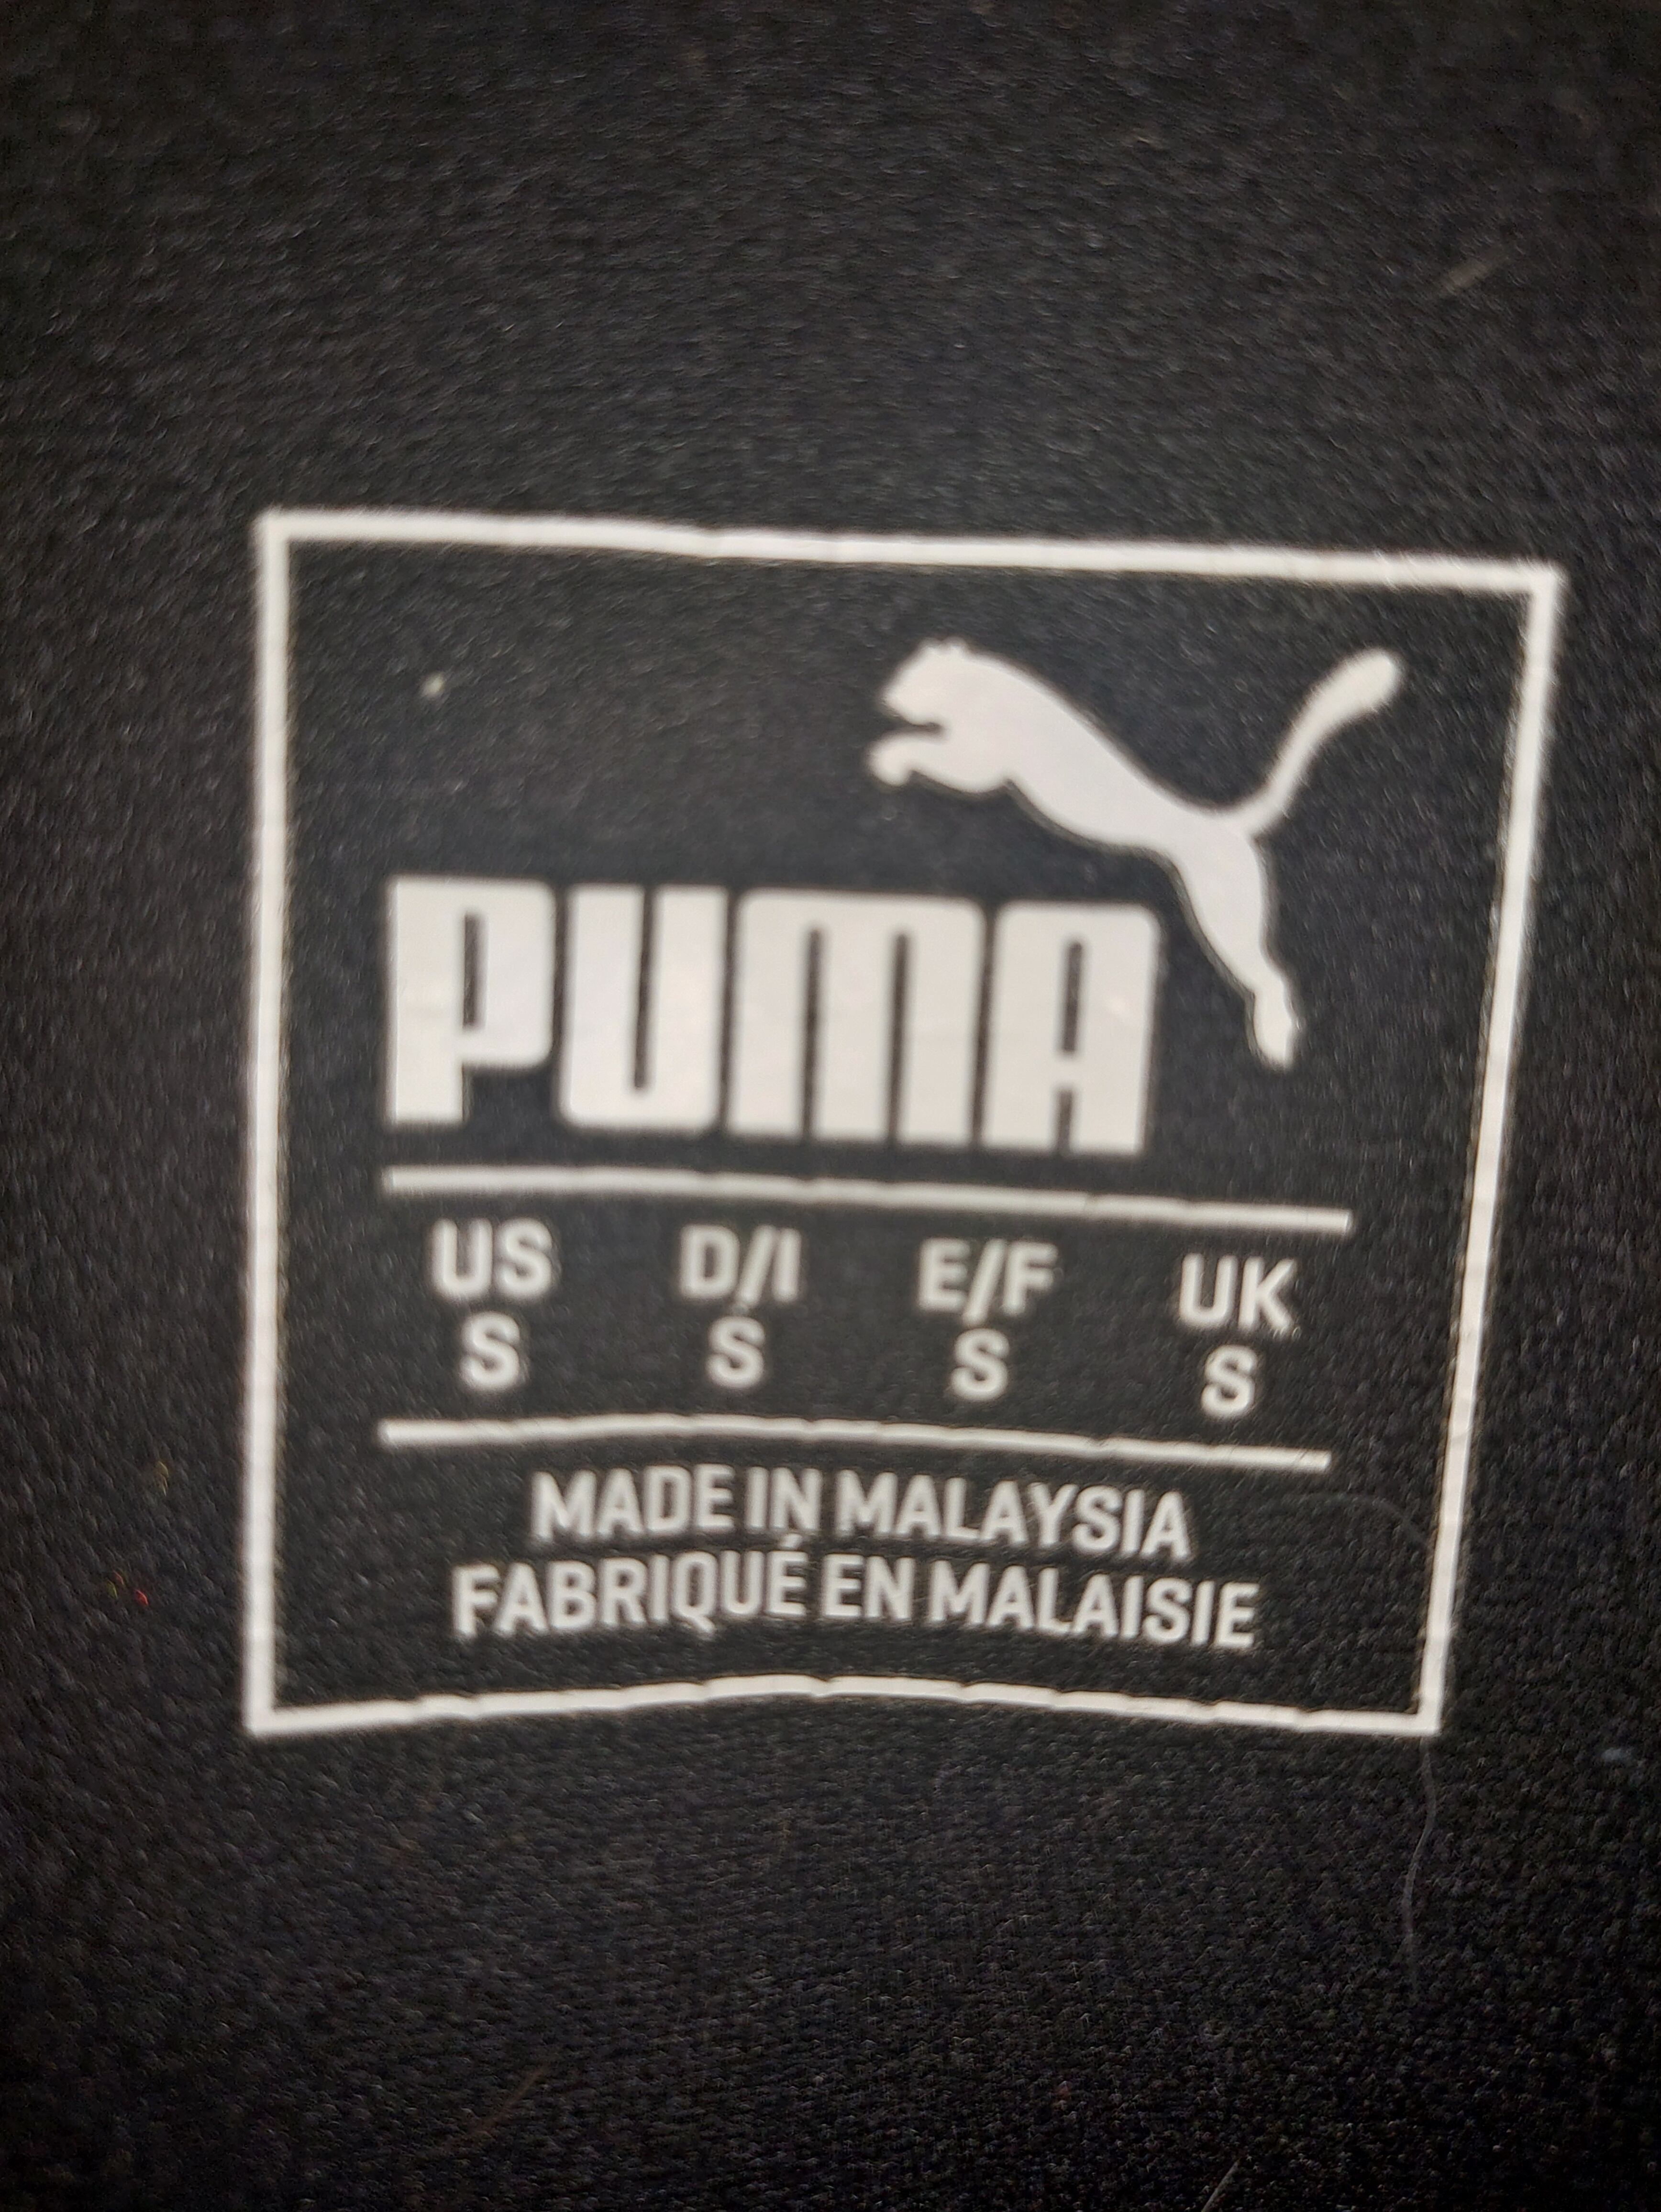 PUMA
US D/I E/F UK
S S S S
MADE IN MALAYSIA
FABRIQUÉ EN MALAISIE